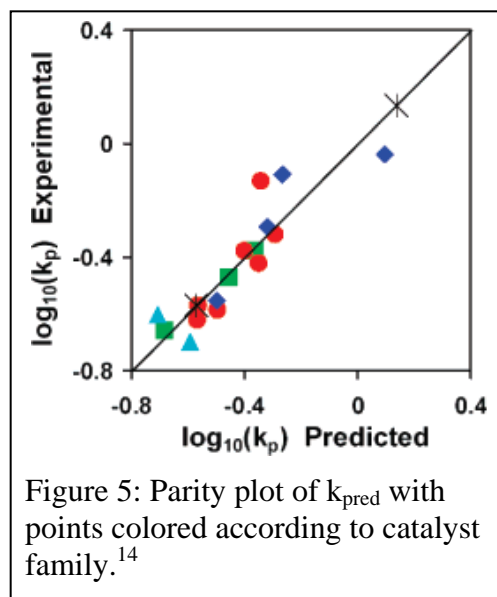 0.4
0
-0.4
-0.8
log10(kp) Experimental
-0.8 -0.4 0 0.4
log10(kp) Predicted
Figure 5: Parity plot of kpred with
points colored according to catalyst
family.14